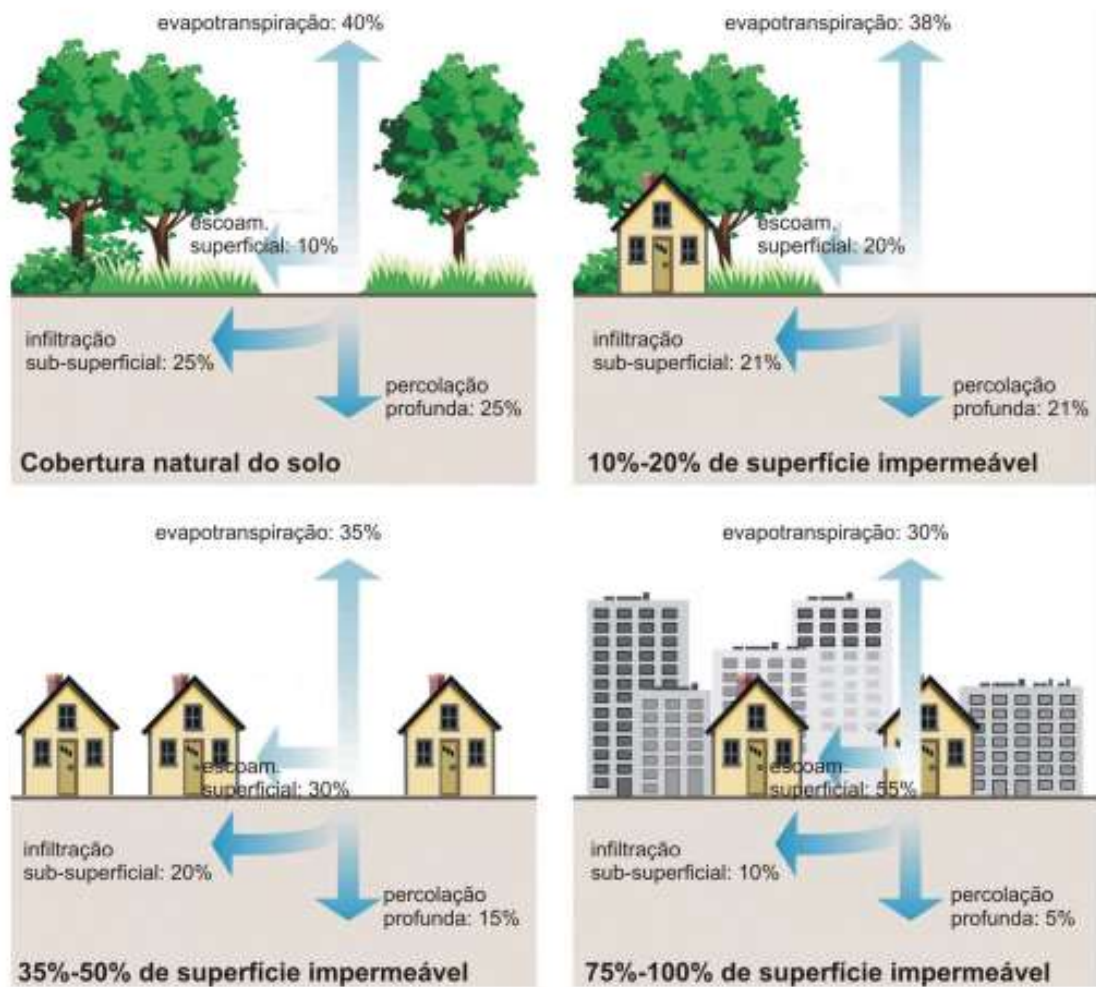 evapotranspiração: 40%
escoam.
superficial: 10%
infiltração
sub-superficial: 25%
percolação
profunda: 25%
Cobertura natural do solo
evapotranspiração: 38%
escoam.
superficial: 20%
infiltração
sub-superficial: 21%
percolação
profunda: 21%
10%-20% de superfície impermeável
evapotranspiração: 35%
escoam.
superficial: 30%
infiltração
sub-superficial: 20%
percolação
profunda: 15%
35%-50% de superfície impermeável
evapotranspiração: 30%
escoam.
superficial: 55%
infiltração
sub-superficial: 10%
percolação
profunda: 5%
75%-100% de superfície impermeável